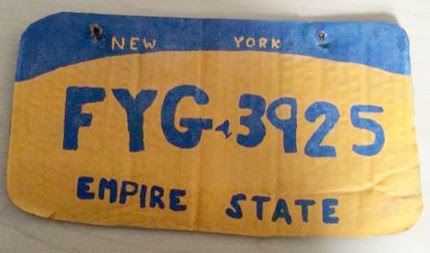 NEW YORK
FYG 3925
EMPIRE STATE